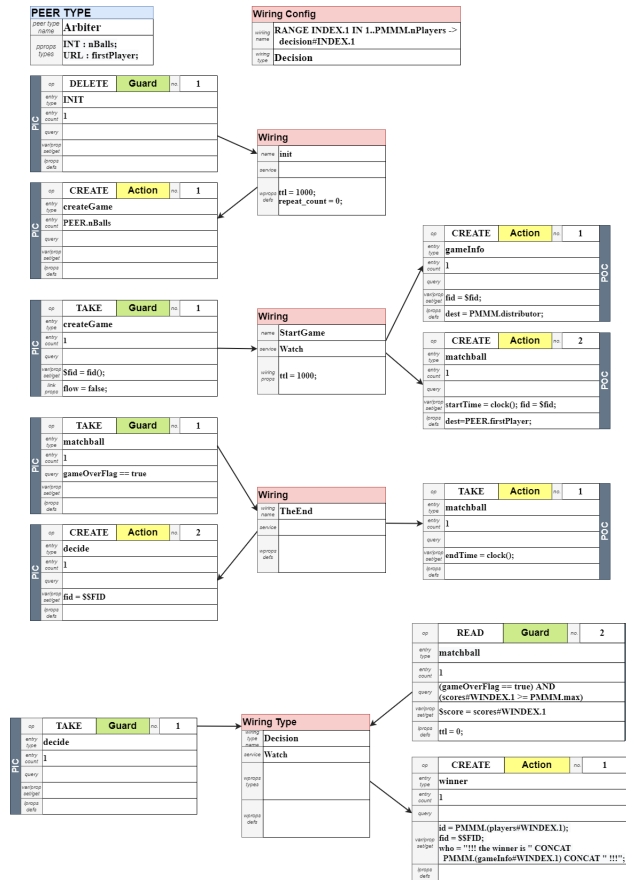 PEER TYPE
peer type name
Arbiter
pprops types
INT : nBalls;
URL : firstPlayer;
Wiring Config
wiring name
RANGE INDEX.1 IN 1..PMMM.nPlayers ->
decision#INDEX.1
wiring type
Decision
PIC
op DELETE Guard no. 1
entry type INIT
entry count 1
query
var/prop set/get
lprops defs
Wiring
name init
service
wprops defs
ttl = 1000;
repeat_count = 0;
PIC
op CREATE Action no. 1
entry type createGame
entry count PEER.nBalls
query
var/prop set/get
lprops defs
POC
op CREATE Action no. 1
entry type gameInfo
entry count 1
query
var/prop set/get fid = $fid;
lprops defs dest = PMMM.distributor;
PIC
op TAKE Guard no. 1
entry type createGame
entry count 1
query
var/prop set/get $fid = fid();
link props flow = false;
Wiring
name StartGame
service Watch
wiring props ttl = 1000;
POC
op CREATE Action no. 2
entry type matchball
entry count 1
query
var/prop set/get startTime = clock(); fid = $fid;
lprops defs dest=PEER.firstPlayer;
PIC
op TAKE Guard no. 1
entry type matchball
entry count 1
query gameOverFlag == true
var/prop set/get
lprops defs
Wiring
wiring name TheEnd
service
wprops defs
PIC
op CREATE Action no. 2
entry type decide
entry count 1
query
var/prop set/get fid = $$FID
lprops defs
POC
op TAKE Action no. 1
entry type matchball
entry count 1
query
var/prop set/get endTime = clock();
lprops defs
op READ Guard no. 2
entry type matchball
entry count 1
query
(gameOverFlag == true) AND
(scores#WINDEX.1 >= PMMM.max)
var/prop set/get $score = scores#WINDEX.1
lprops defs ttl = 0;
PIC
op TAKE Guard no. 1
entry type decide
entry count 1
query
var/prop set/get
lprops defs
Wiring Type
wiring type name Decision
service Watch
wprops types
wprops defs
op CREATE Action no. 1
entry type winner
entry count 1
query
var/prop set/get
id = PMMM.(players#WINDEX.1);
fid = $$FID;
who = "!!! the winner is " CONCAT
PMMM.(gameInfo#WINDEX.1) CONCAT " !!!";
lprops defs